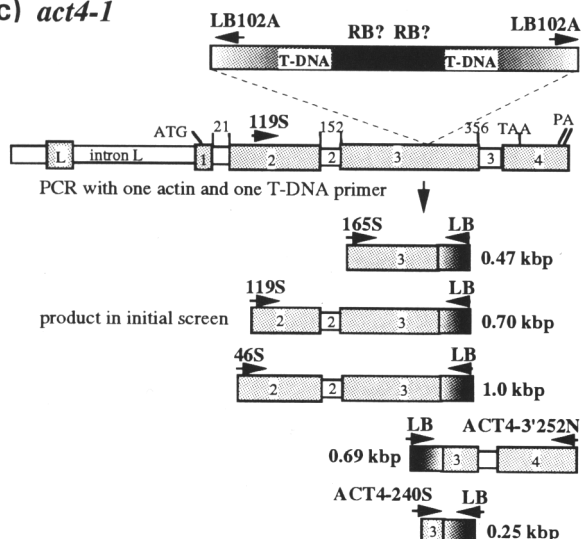 c) act4-1
LB102A RB? RB? LB102A
T-DNA T-DNA
ATG 21 119S 152 356 TAA PA
L intron L 1 2 2 3 3 4
PCR with one actin and one T-DNA primer
165S LB
3 0.47 kbp
119S LB
product in initial screen 2 2 3 0.70 kbp
46S LB
2 2 3 1.0 kbp
LB ACT4-3'252N
0.69 kbp 3 4
ACT4-240S LB
3 0.25 kbp